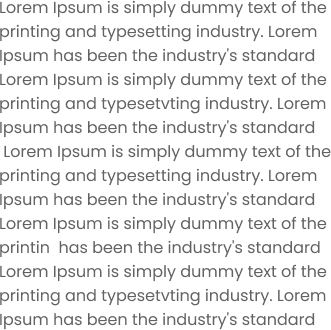 Lorem Ipsum is simply dummy text of the
printing and typesetting industry. Lorem
Ipsum has been the industry's standard
Lorem Ipsum is simply dummy text of the
printing and typesetvting industry. Lorem
Ipsum has been the industry's standard
Lorem Ipsum is simply dummy text of the
printing and typesetting industry. Lorem
Ipsum has been the industry's standard
Lorem Ipsum is simply dummy text of the
printin  has been the industry's standard
Lorem Ipsum is simply dummy text of the
printing and typesetvting industry. Lorem
Ipsum has been the industry's standard